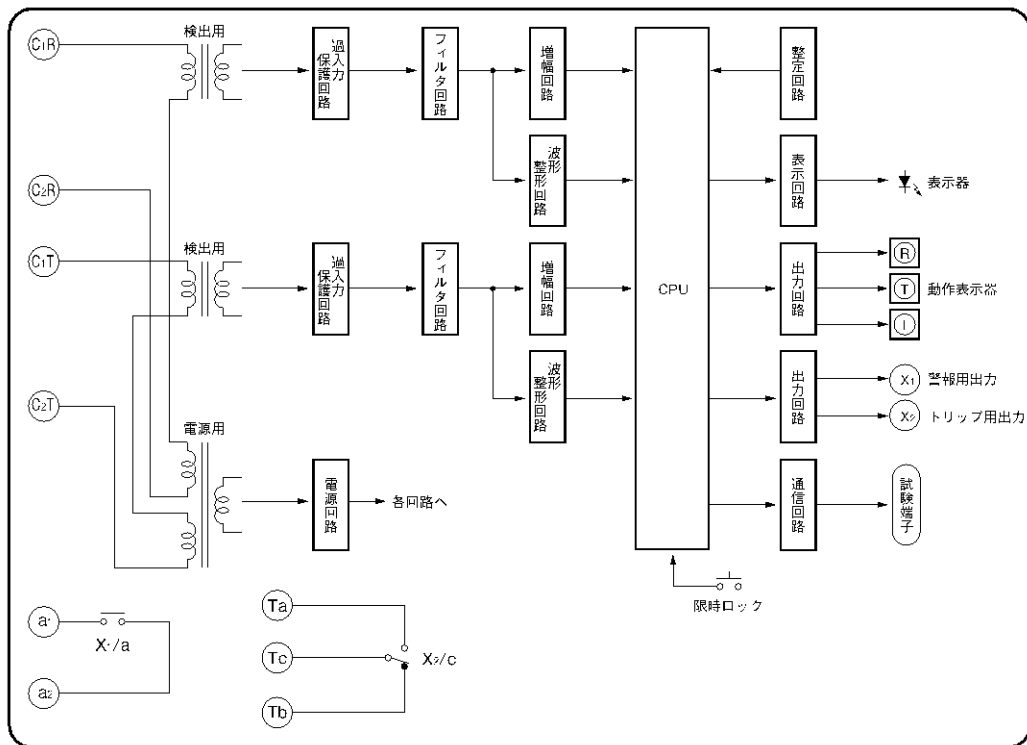 C1R
検出用
過入力
保護回路
フィルタ回路
増幅回路
整定回路
波形
整形回路
表示回路
表示器
C2R
C1T
検出用
過入力
保護回路
フィルタ回路
増幅回路
CPU
出力回路
R
T
I
動作表示器
波形
整形回路
出力回路
X1
警報用出力
X2
トリップ用出力
C2T
電源用
電源回路
各回路へ
通信回路
試験端子
限時ロック
a1
X1/a
a2
Ta
Tc
X2/c
Tb